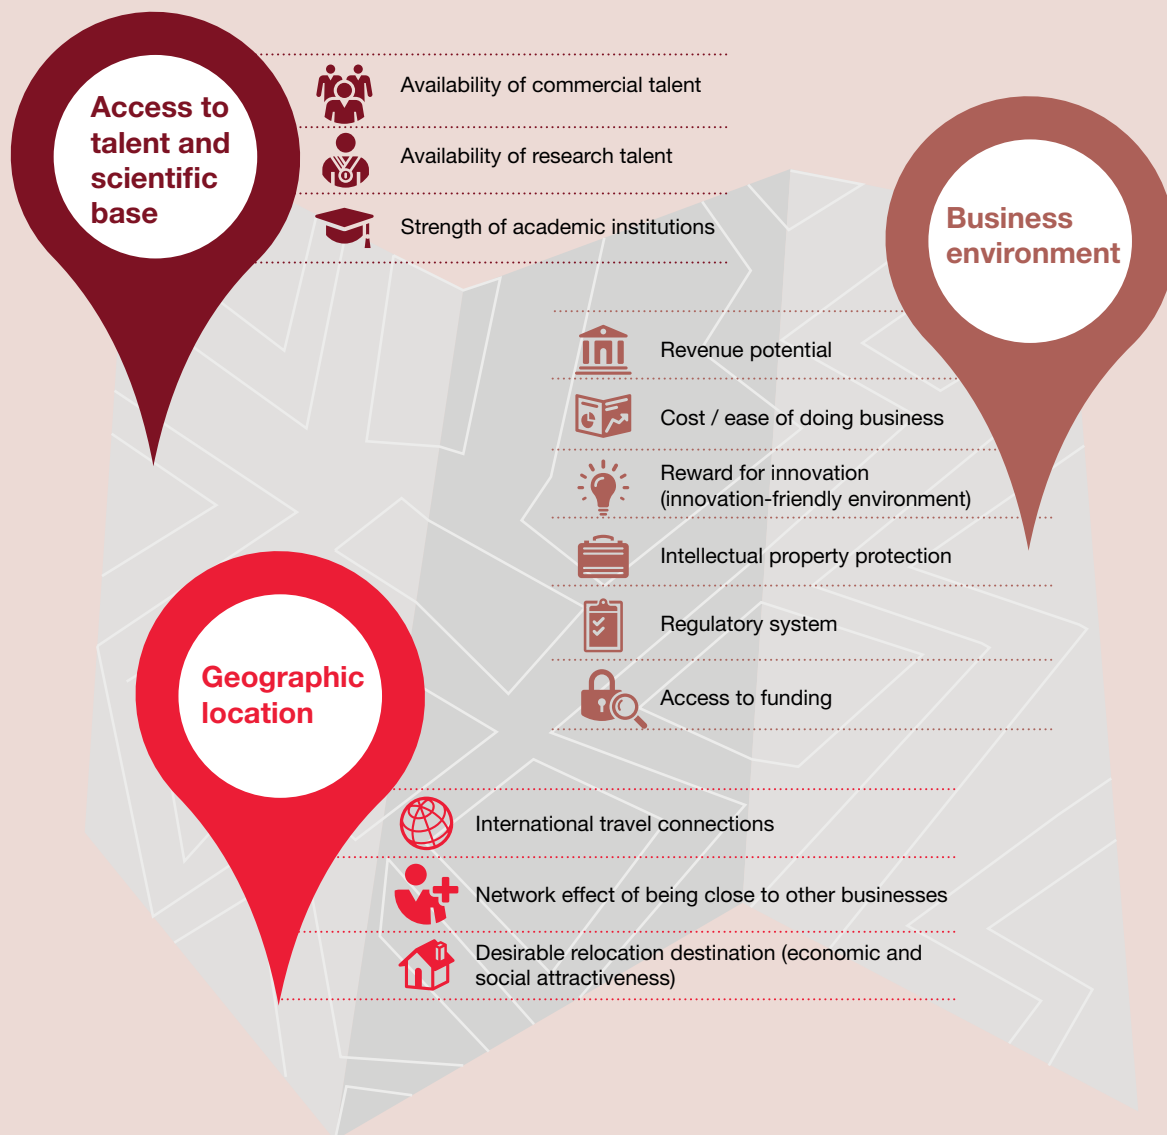 Access to
talent and
scientific
base
Availability of commercial talent
Availability of research talent
Strength of academic institutions
Business
environment
Revenue potential
Cost / ease of doing business
Reward for innovation
(innovation-friendly environment)
Intellectual property protection
Regulatory system
Access to funding
Geographic
location
International travel connections
Network effect of being close to other businesses
Desirable relocation destination (economic and
social attractiveness)